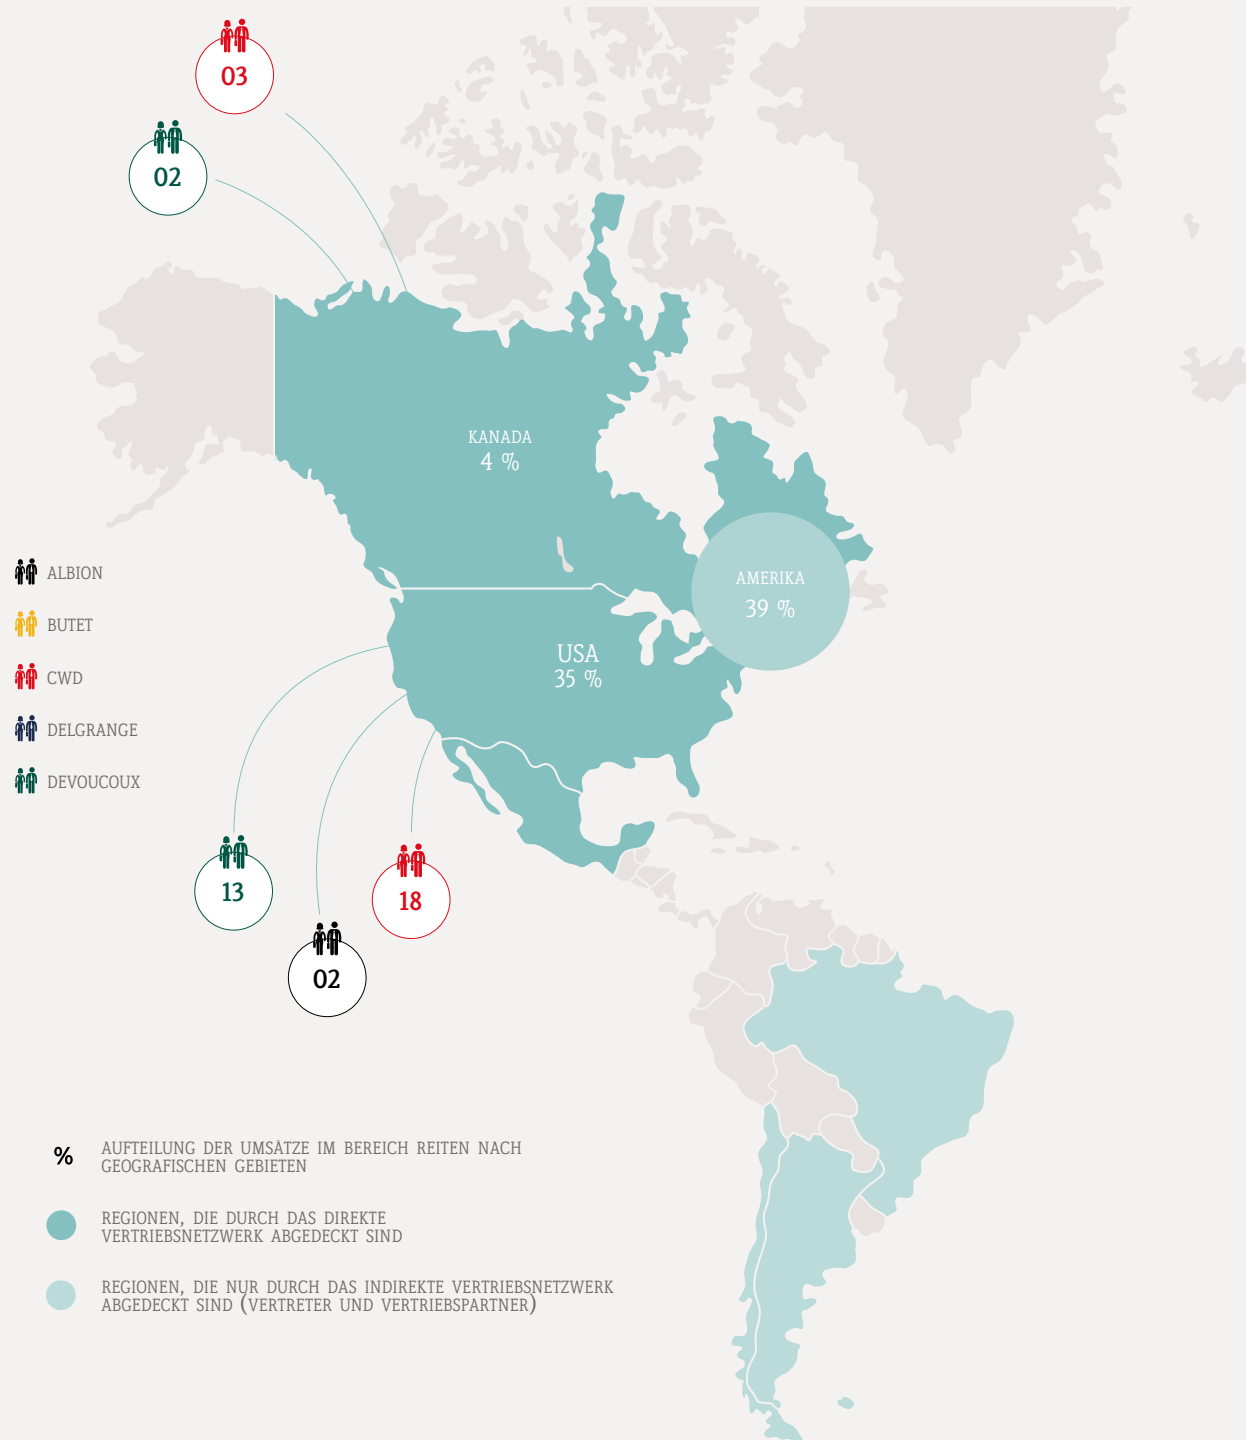 03
02
KANADA
4 %
AMERIKA
39 %
USA
35 %
ALBION
BUTET
CWD
DELGRANGE
DEVOUCOUX
13
18
02
% AUFTEILUNG DER UMSÄTZE IM BEREICH REITEN NACH
GEOGRAFISCHEN GEBIETEN
REGIONEN, DIE DURCH DAS DIREKTE
VERTRIEBSNETZWERK ABGEDECKT SIND
REGIONEN, DIE NUR DURCH DAS INDIREKTE VERTRIEBSNETZWERK
ABGEDECKT SIND (VERTRETER UND VERTRIEBSPARTNER)